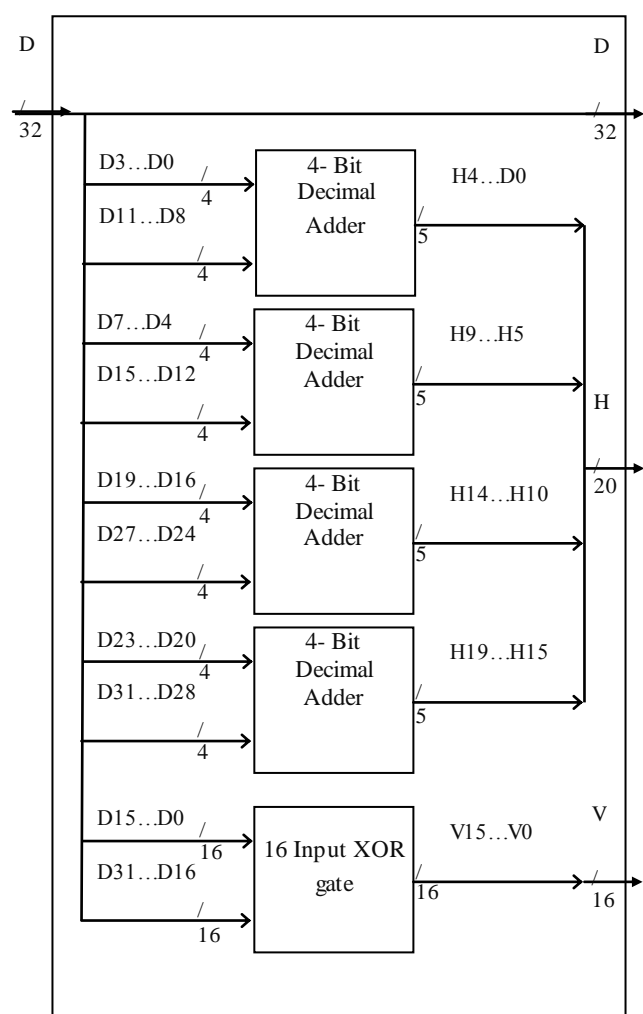 D
D
32
32
D3…D0
4
D11…D8
4
4- Bit
Decimal
Adder
H4…D0
5
D7…D4
4
D15…D12
4
4- Bit
Decimal
Adder
H9…H5
5
H
20
D19…D16
4
D27…D24
4
4- Bit
Decimal
Adder
H14…H10
5
D23…D20
4
D31…D28
4
4- Bit
Decimal
Adder
H19…H15
5
D15…D0
16
D31…D16
16
16 Input XOR
gate
V15…V0
16
V
16